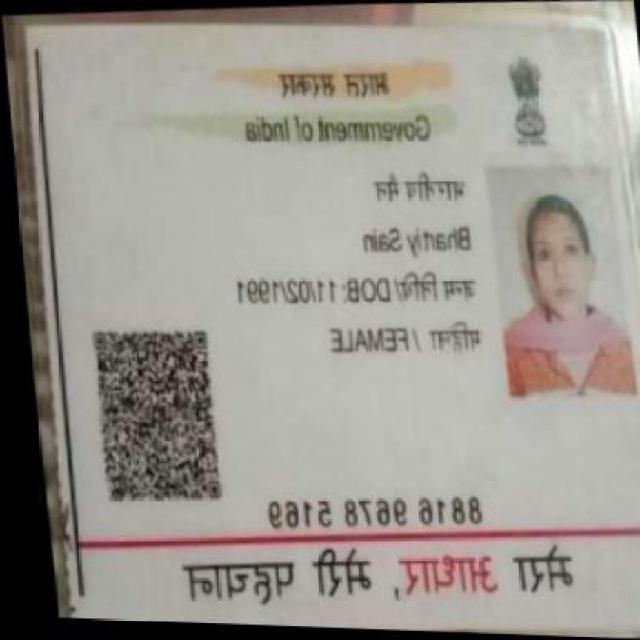 भारत सरकार
Government of India
भारतीय सैन
Bhartiy Sain
जन्म तिथि/ DOB: 11/02/1991
महिला / FEMALE
8816 9678 5169
मेरा आधार, मेरी पहचान